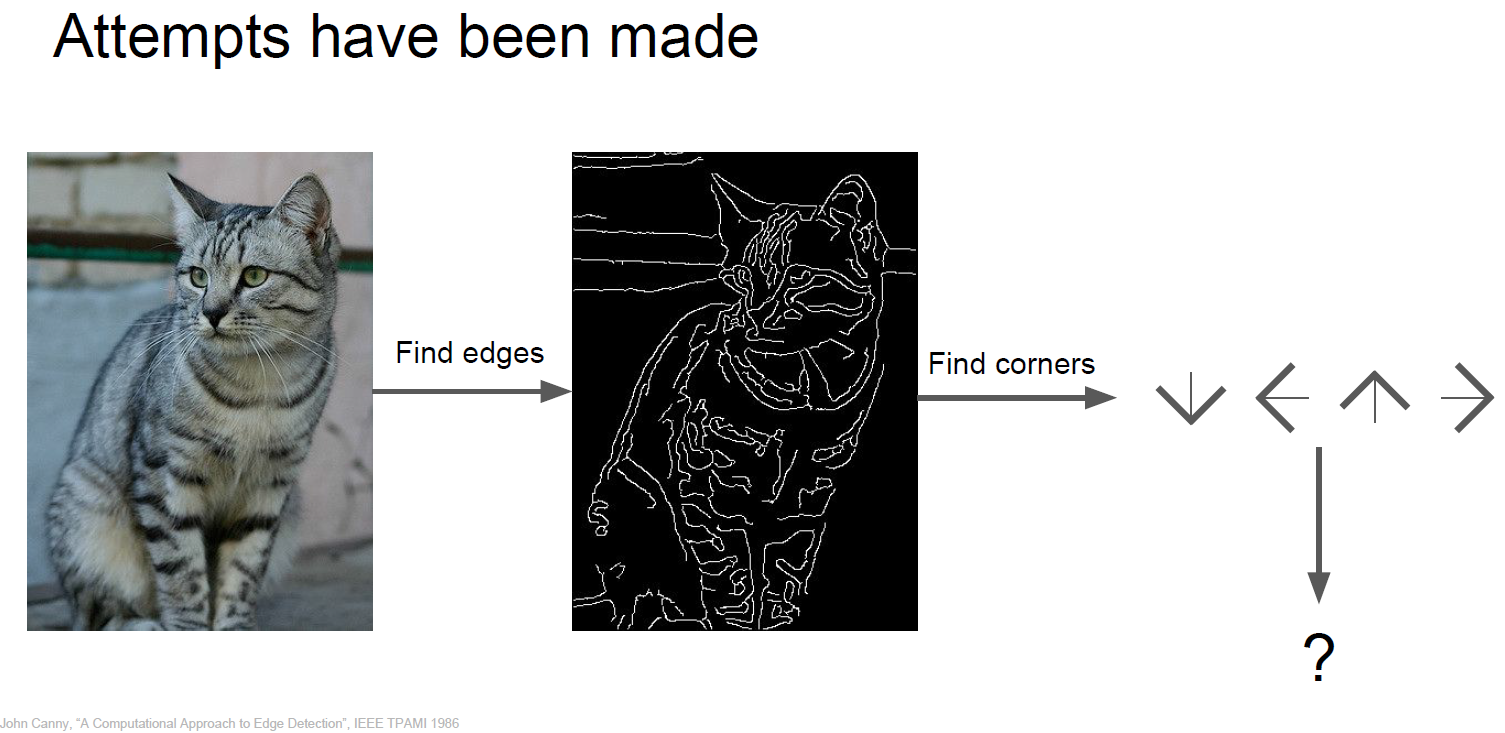 Attempts have been made
Find edges
Find corners
?
John Canny, “A Computational Approach to Edge Detection”, IEEE TPAMI 1986